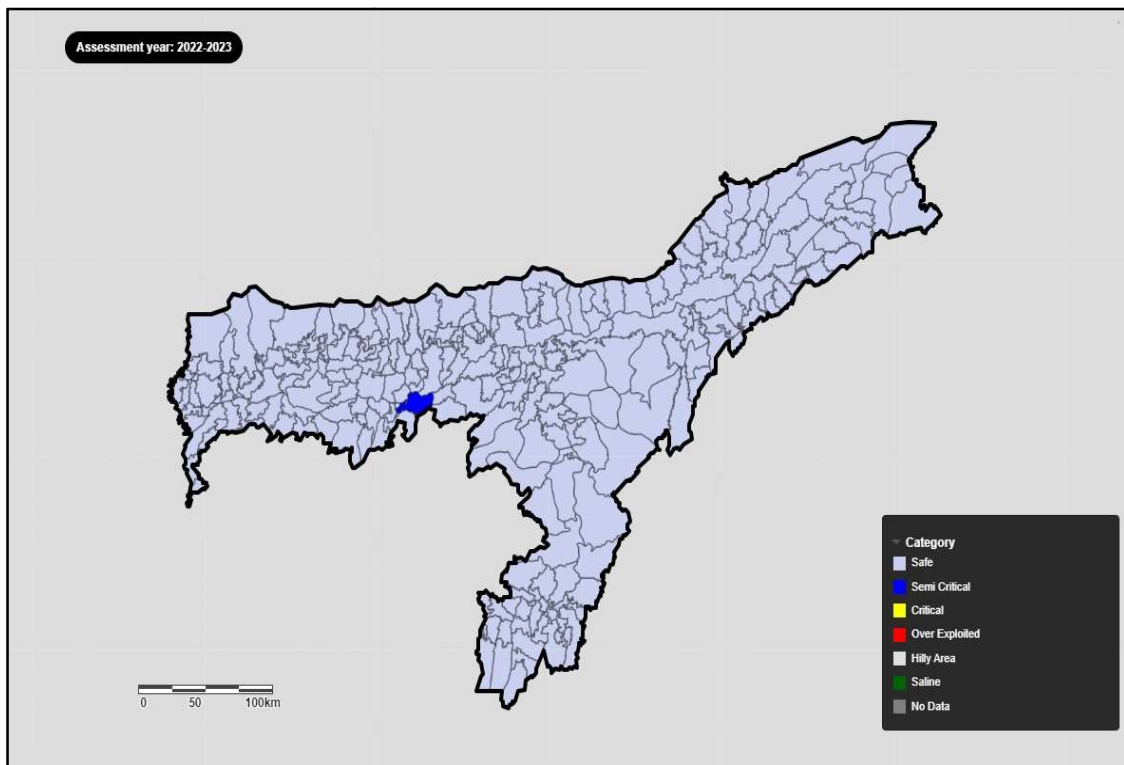 Assessment year: 2022-2023
Category
Safe
Semi Critical
Critical
Over Exploited
Hilly Area
Saline
No Data
0 50 100km